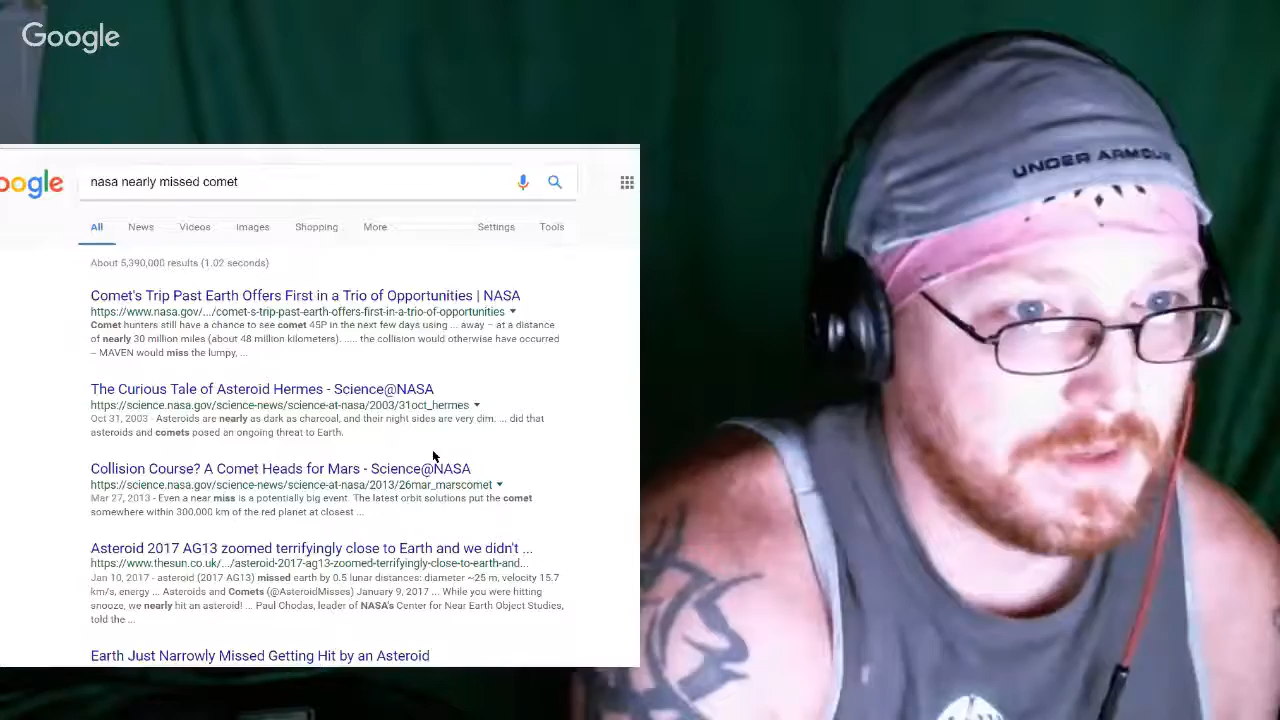 Google
oogle
nasa nearly missed comet
All News Videos Images Shopping More Settings Tools
About 5,390,000 results (1.02 seconds)
Comet's Trip Past Earth Offers First in a Trio of Opportunities | NASA
https://www.nasa.gov/.../comet-s-trip-past-earth-offers-first-in-a-trio-of-opportunities
Comet hunters still have a chance to see comet 45P in the next few days using ... away – at a distance
of nearly 30 million miles (about 48 million kilometers). ..... the collision would otherwise have occurred
– MAVEN would miss the lumpy, ...
The Curious Tale of Asteroid Hermes - Science@NASA
https://science.nasa.gov/science-news/science-at-nasa/2003/31oct_hermes
Oct 31, 2003 - Asteroids are nearly as dark as charcoal, and their night sides are very dim. ... did that
asteroids and comets posed an ongoing threat to Earth.
Collision Course? A Comet Heads for Mars - Science@NASA
https://science.nasa.gov/science-news/science-at-nasa/2013/26mar_marscomet
Mar 27, 2013 - Even a near miss is a potentially big event. The latest orbit solutions put the comet
somewhere within 300,000 km of the red planet at closest ...
Asteroid 2017 AG13 zoomed terrifyingly close to Earth and we didn't ...
https://www.thesun.co.uk/.../asteroid-2017-ag13-zoomed-terrifyingly-close-to-earth-and...
Jan 10, 2017 - asteroid (2017 AG13) missed earth by 0.5 lunar distances: diameter ~25 m, velocity 15.7
km/s, energy ... Asteroids and Comets (@AsteroidMisses) January 9, 2017 ... While you were hitting
snooze, we nearly hit an asteroid! ... Paul Chodas, leader of NASA's Center for Near Earth Object Studies,
told the ...
Earth Just Narrowly Missed Getting Hit by an Asteroid
UNDER ARMOUR